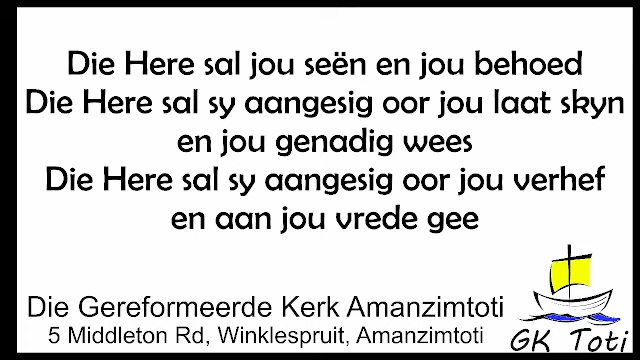 Die Here sal jou seën en jou behoed
Die Here sal sy aangesig oor jou laat skyn
en jou genadig wees
Die Here sal sy aangesig oor jou verhef
en aan jou vrede gee
Die Gereformeerde Kerk Amanzimtoti
5 Middleton Rd, Winklespruit, Amanzimtoti
GK Toti